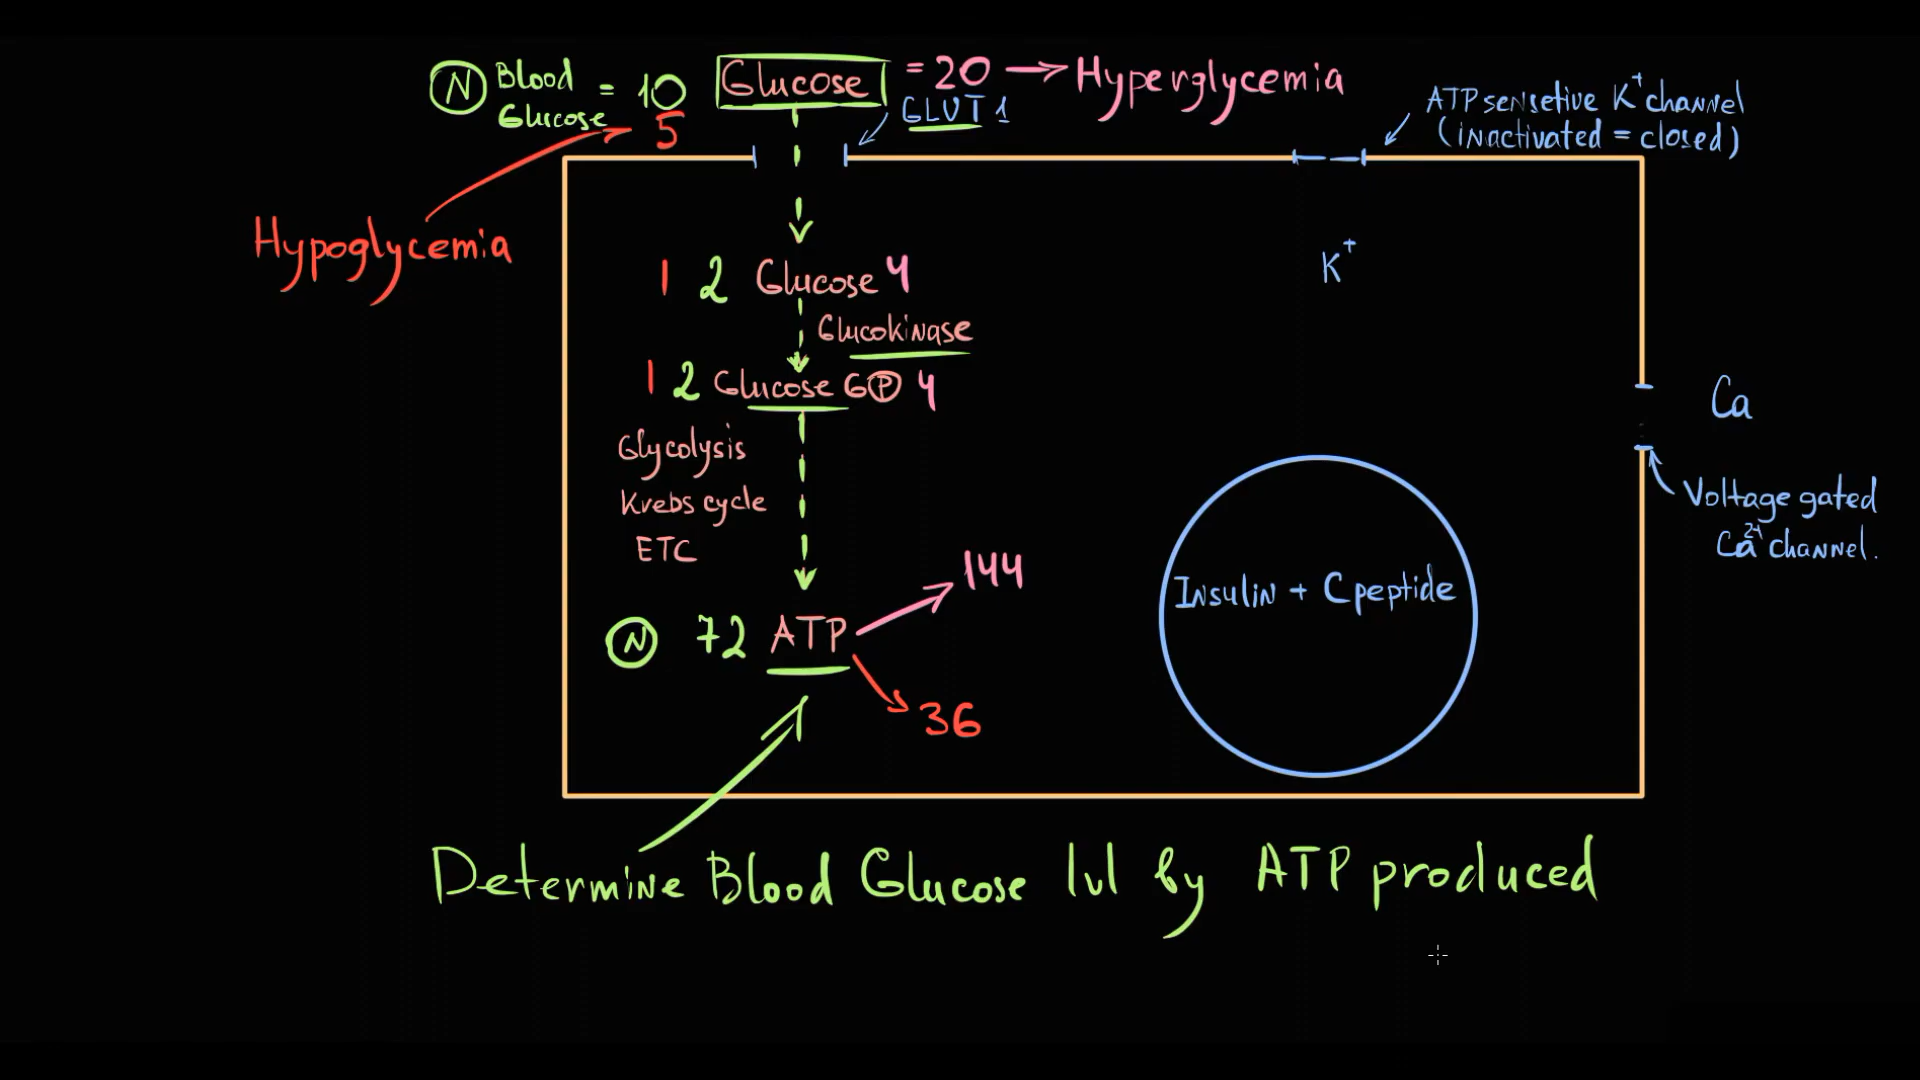 N Blood Glucose = 10
5
Glucose = 20 → Hyperglycemia
GLUT 1
ATP sensetive K+ channel
(inactivated = closed)
Hypoglycemia
K+
1 2 Glucose 4
Glucokinase
1 2 Glucose 6 P 4
Glycolysis
Krebs cycle
ETC
Ca
Voltage gated
Ca2+ channel.
Insulin + C peptide
N 72 ATP
144
36
Determine Blood Glucose lvl by ATP produced